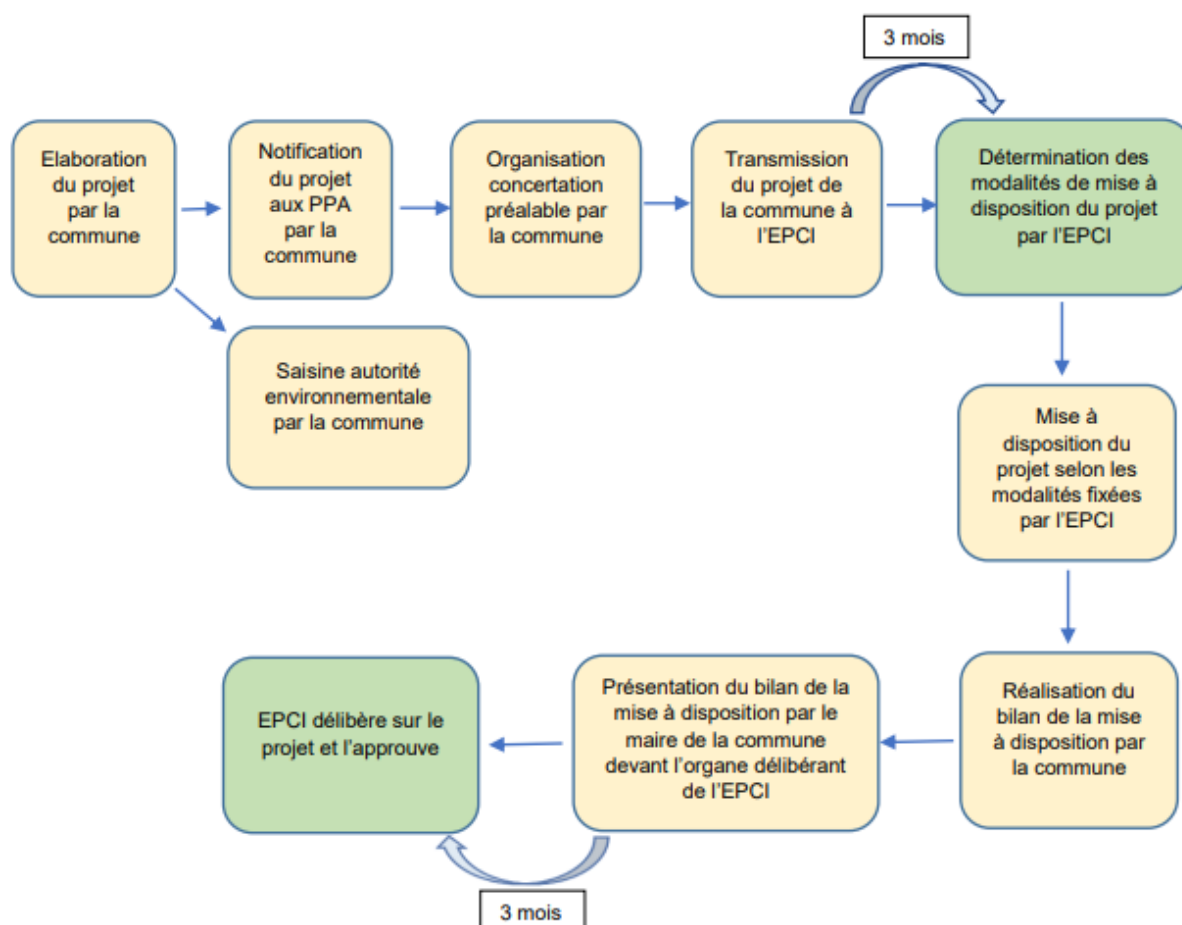 3 mois
Elaboration
du projet
par la
commune
Notification
du projet
aux PPA
par la
commune
Organisation
concertation
préalable par
la commune
Transmission
du projet de
la commune à
l'EPCI
Détermination des
modalités de mise à
disposition du projet
par l'EPCI
Saisine autorité
environnementale
par la commune
Mise à
disposition du
projet selon les
modalités fixées
par l'EPCI
EPCI délibère sur le
projet et l'approuve
Présentation du bilan de la
mise à disposition par le
maire de la commune
devant l'organe délibérant
de l'EPCI
Réalisation du
bilan de la mise
à disposition par
la commune
3 mois